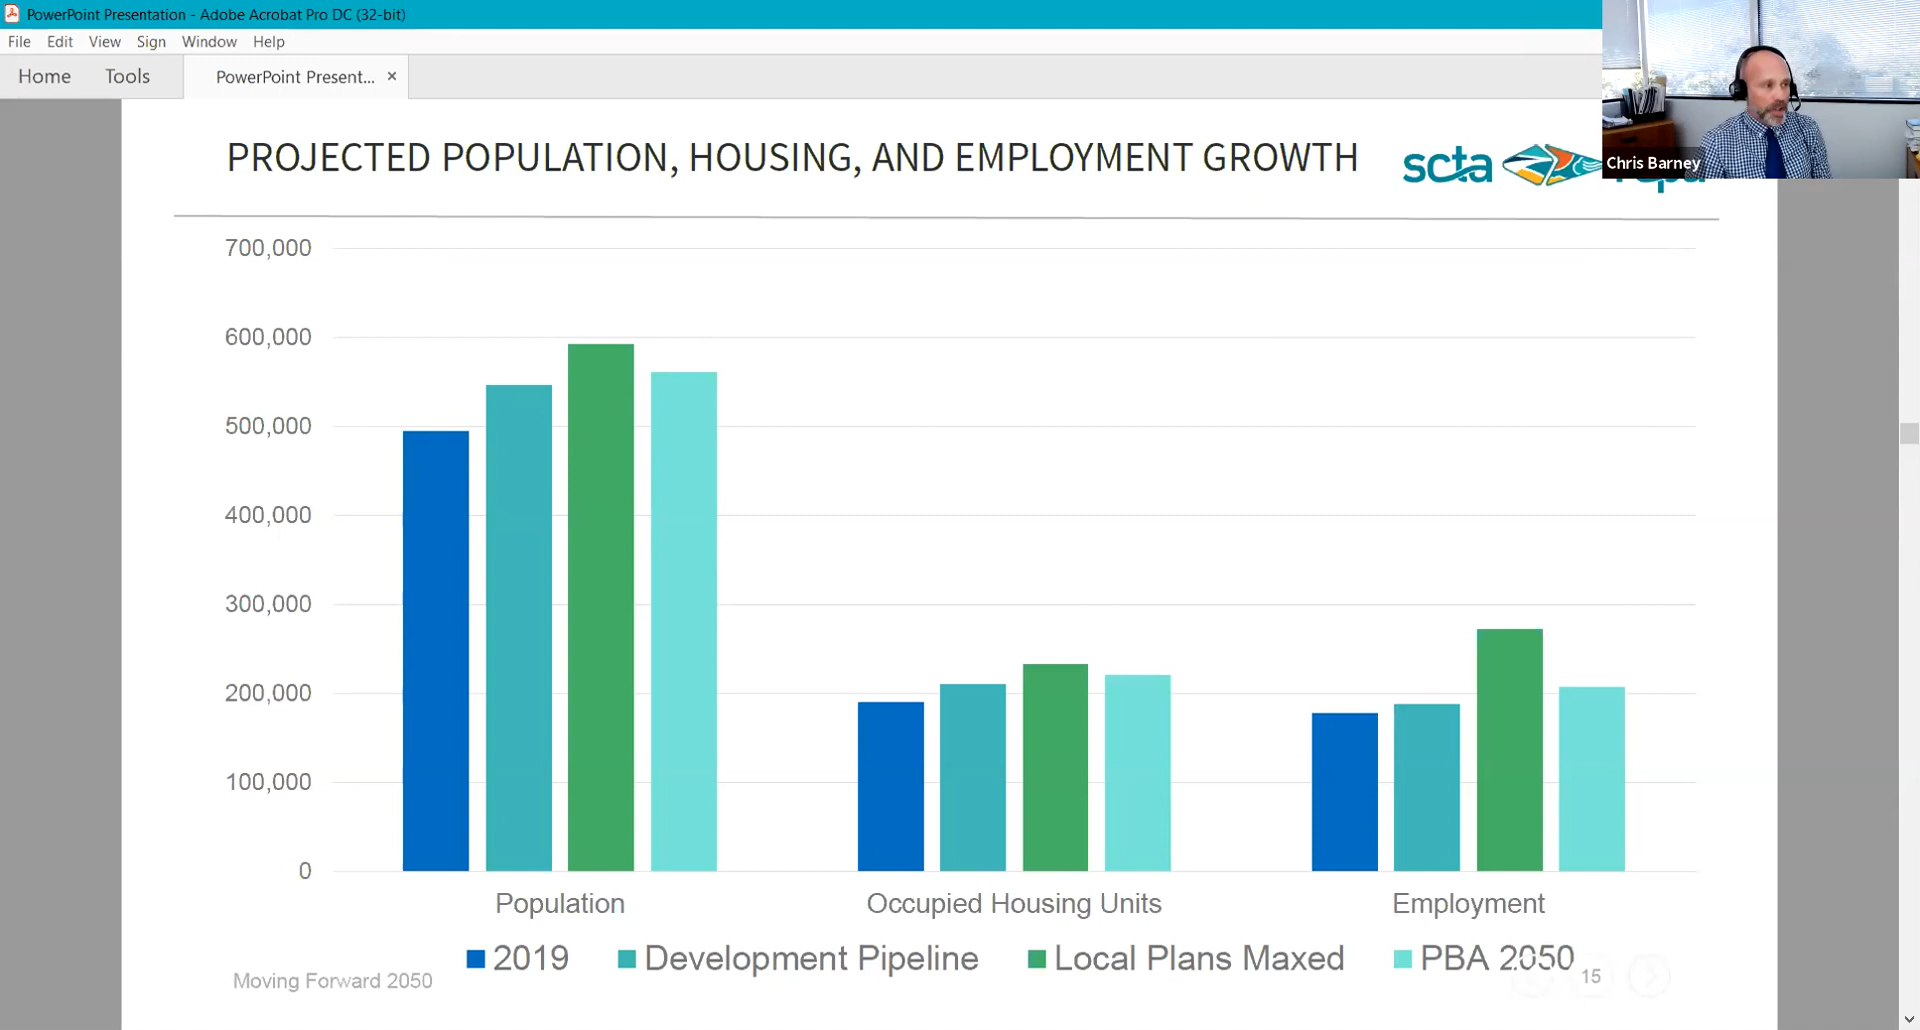 PowerPoint Presentation - Adobe Acrobat Pro DC (32-bit)
File Edit View Sign Window Help
Home Tools PowerPoint Present... ×
PROJECTED POPULATION, HOUSING, AND EMPLOYMENT GROWTH
scta
Chris Barney
700,000
600,000
500,000
400,000
300,000
200,000
100,000
0
Population Occupied Housing Units Employment
2019 Development Pipeline Local Plans Maxed PBA 2050
Moving Forward 2050
15